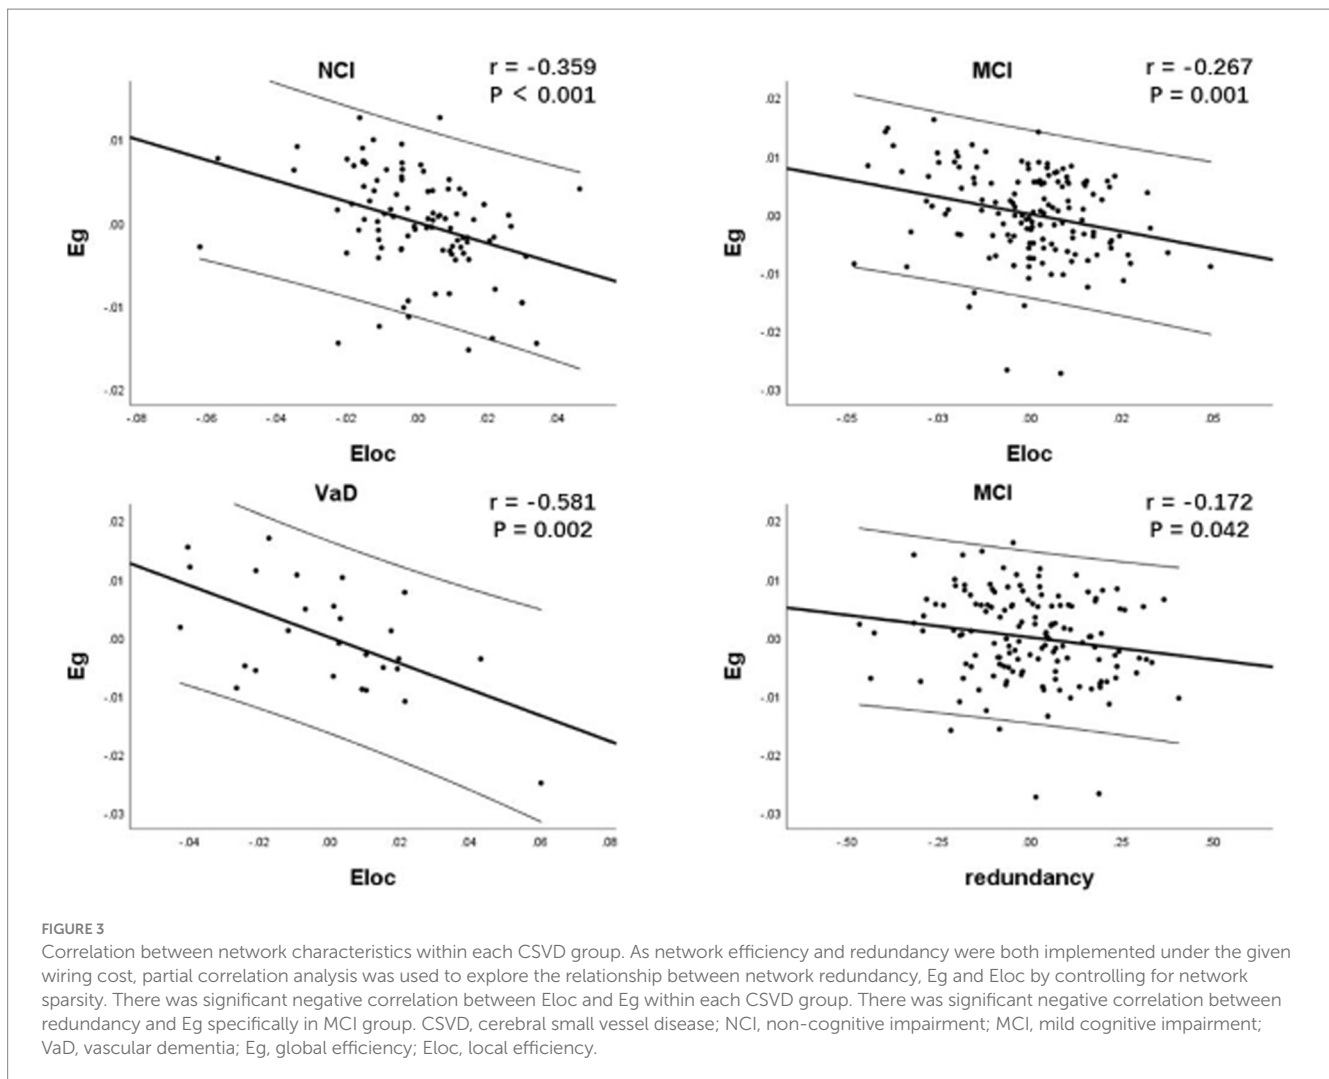 NCI
r = -0.359
P < 0.001
.01
.00
-.01
-.02
Eg
-.08 -.06 -.04 -.02 .00 .02 .04
Eloc
MCI
r = -0.267
P = 0.001
.02
.01
.00
-.01
-.02
-.03
Eg
-.05 -.03 .00 .02 .05
Eloc
VaD
r = -0.581
P = 0.002
.02
.01
.00
-.01
-.02
-.03
Eg
-.04 -.02 .00 .02 .04 .06 .08
Eloc
MCI
r = -0.172
P = 0.042
.02
.01
.00
-.01
-.02
-.03
Eg
-.50 -.25 .00 .25 .50
redundancy
FIGURE 3
Correlation between network characteristics within each CSVD group. As network efficiency and redundancy were both implemented under the given
wiring cost, partial correlation analysis was used to explore the relationship between network redundancy, Eg and Eloc by controlling for network
sparsity. There was significant negative correlation between Eloc and Eg within each CSVD group. There was significant negative correlation between
redundancy and Eg specifically in MCI group. CSVD, cerebral small vessel disease; NCI, non-cognitive impairment; MCI, mild cognitive impairment;
VaD, vascular dementia; Eg, global efficiency; Eloc, local efficiency.